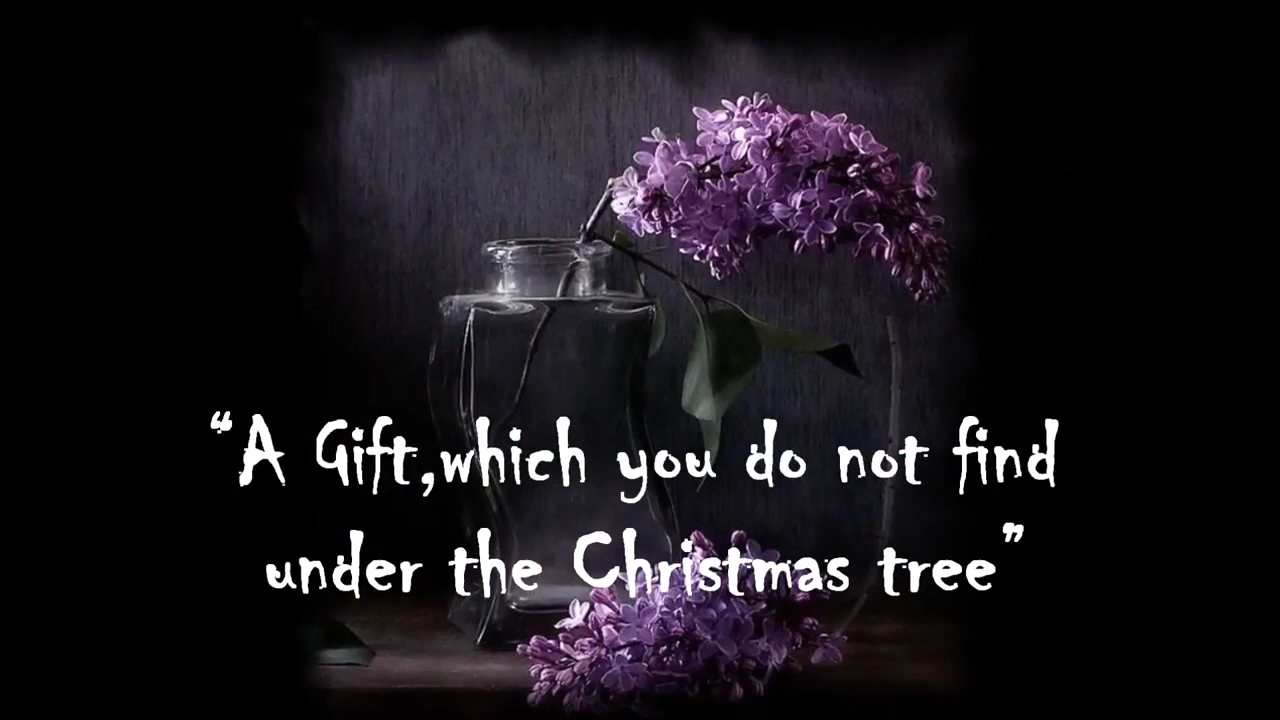 “A Gift,which you do not find
under the Christmas tree”